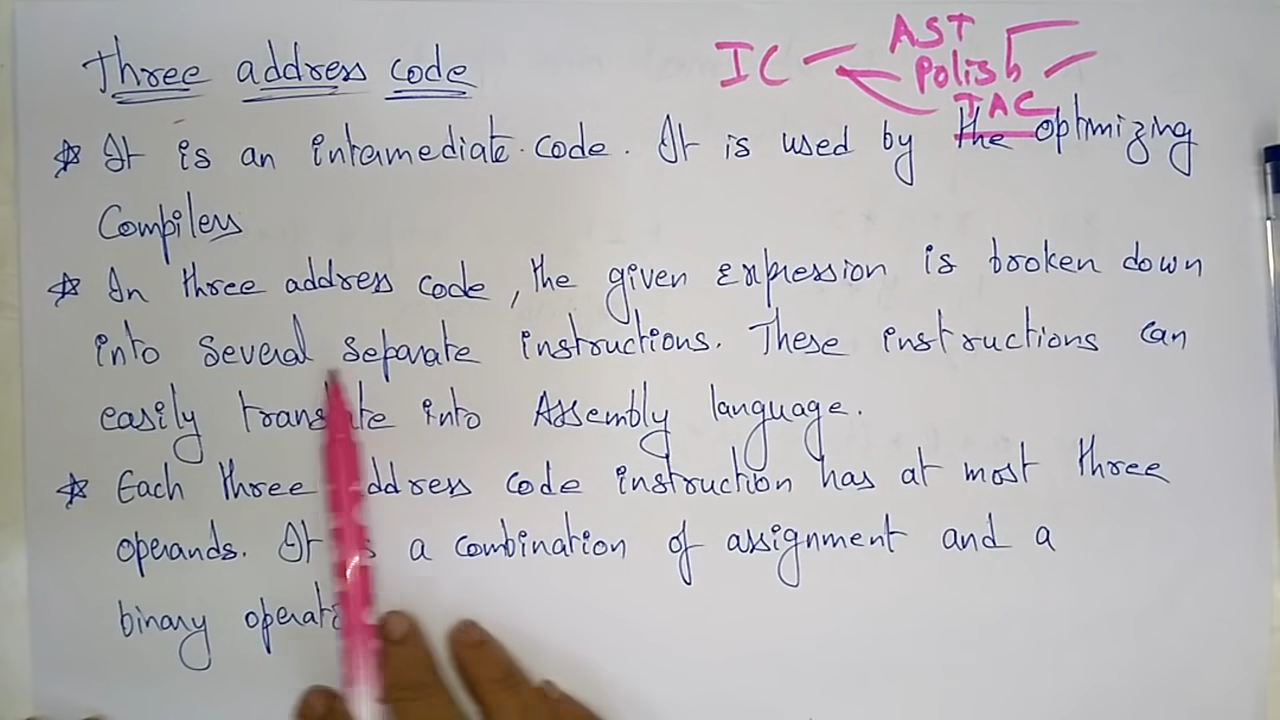 Three address code
IC
AST
Polish
TAC
* It is an intermediate code. It is used by the optimizing
Compilers
* In three address code, the given expression is broken down
into several separate instructions. These instructions can
easily translate into Assembly language.
* Each three address code instruction has at most three
operands. It is a combination of assignment and a
binary